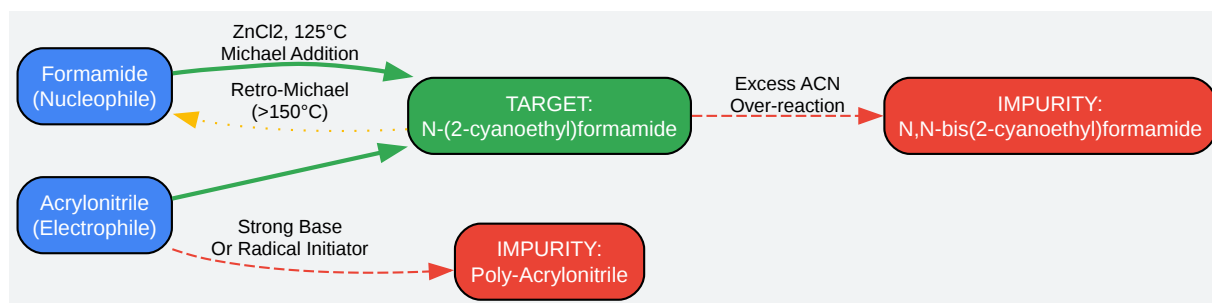 ZnCl2, 125°C
Michael Addition
Formamide
(Nucleophile)
Retro-Michael
(>150°C)
TARGET:
N-(2-cyanoethyl)formamide
Excess ACN
Over-reaction
IMPURITY:
N,N-bis(2-cyanoethyl)formamide
Acrylonitrile
(Electrophile)
Strong Base
Or Radical Initiator
IMPURITY:
Poly-Acrylonitrile